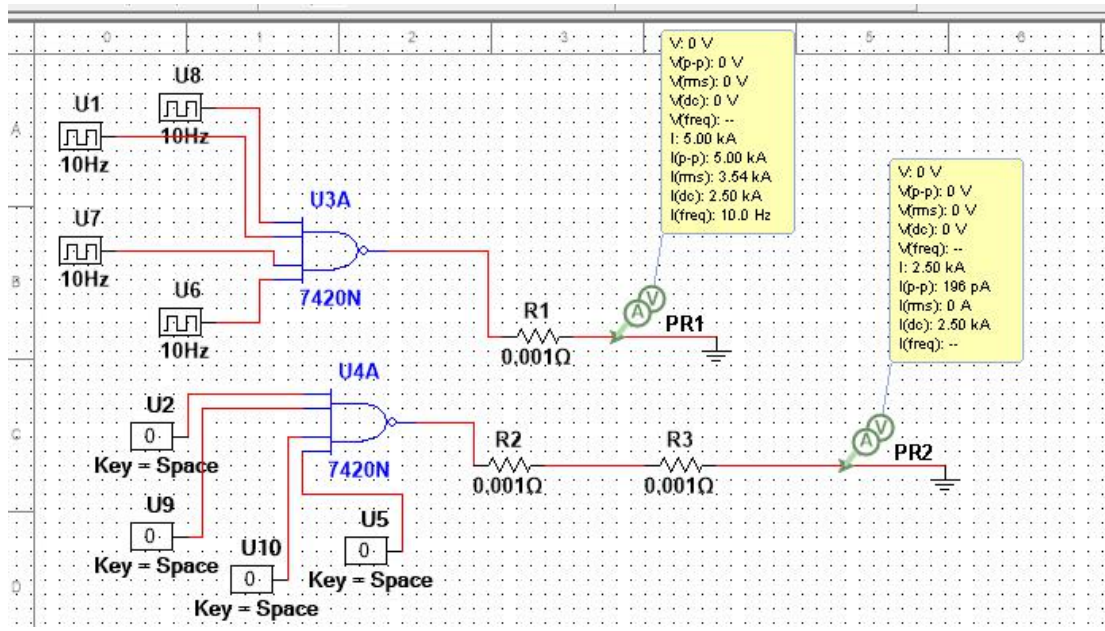 0 1 2 3 5 6
A
B
C
D
U8
10Hz
U1
10Hz
U7
10Hz
U6
10Hz
U3A
7420N
R1
0,001Ω
PR1
V: 0 V
V(p-p): 0 V
V(rms): 0 V
V(dc): 0 V
V(freq): --
I: 5.00 kA
I(p-p): 5.00 kA
I(rms): 3.54 kA
I(dc): 2.50 kA
I(freq): 10.0 Hz
A V
U4A
7420N
U2
0
Key = Space
U9
0
Key = Space
U10
0
Key = Space
U5
0
Key = Space
R2
0,001Ω
R3
0,001Ω
PR2
V: 0 V
V(p-p): 0 V
V(rms): 0 V
V(dc): 0 V
V(freq): --
I: 2.50 kA
I(p-p): 196 pA
I(rms): 0 A
I(dc): 2.50 kA
I(freq): --
A V